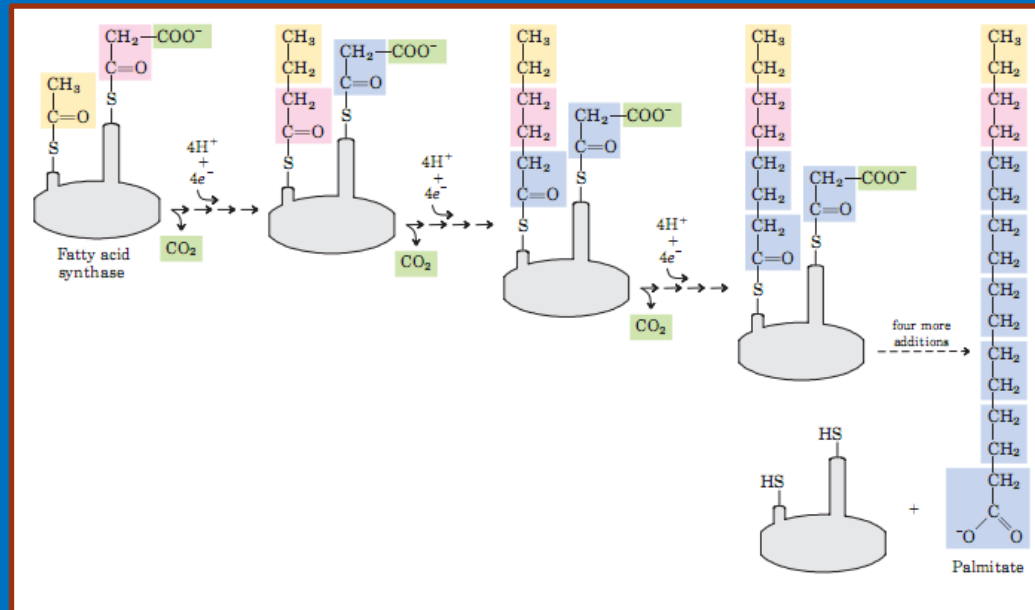 CH₃
C=O
S
CH₂—COO⁻
C=O
S
Fatty acid
synthase
4H⁺
+
4e⁻
CO₂
CH₃
CH₂
CH₂
C=O
S
CH₂—COO⁻
C=O
S
4H⁺
+
4e⁻
CO₂
CH₃
CH₂
CH₂
CH₂
CH₂
C=O
S
CH₂—COO⁻
C=O
S
4H⁺
+
4e⁻
CO₂
CH₃
CH₂
CH₂
CH₂
CH₂
CH₂
CH₂
C=O
S
CH₂—COO⁻
C=O
S
four more
additions
HS
HS
+
CH₃
CH₂
CH₂
CH₂
CH₂
CH₂
CH₂
CH₂
CH₂
CH₂
CH₂
CH₂
CH₂
CH₂
CH₂
C
⁻O O
Palmitate